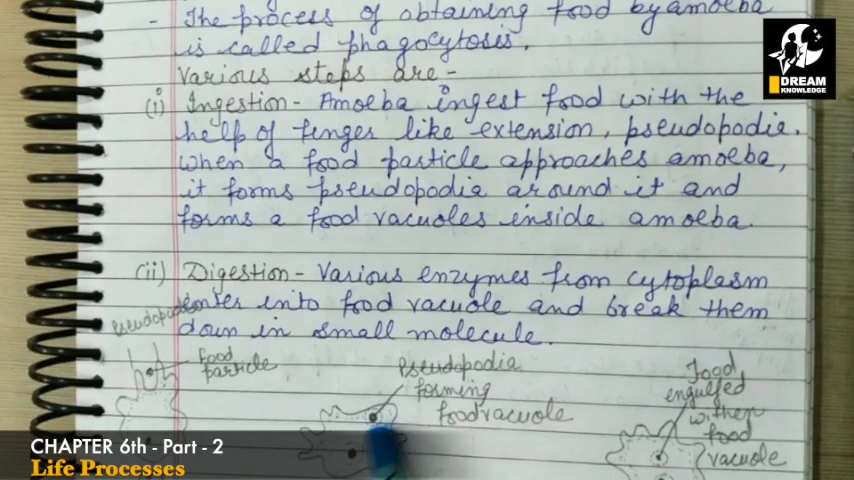 - The process of obtaining food by amoeba
is called phagocytosis.
Various steps are -
(i) Ingestion - Amoeba ingest food with the
help of finger like extension, pseudopodia.
When a food particle approaches amoeba,
it forms pseudopodia around it and
forms a food vacuoles inside amoeba.
(ii) Digestion - Various enzymes from cytoplasm
enter into food vacuole and break them
down in small molecule.
pseudopodia
food
particle
Pseudopodia
forming
food vacuole
Food
engulfed
within
food
vacuole
DREAM
KNOWLEDGE
CHAPTER 6th - Part - 2
Life Processes